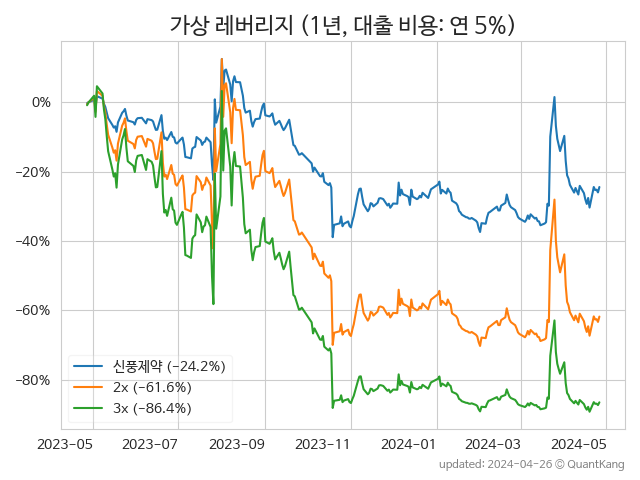 가상 레버리지 (1년, 대출 비용: 연 5%)
0%
−20%
−40%
−60%
−80%
신풍제약 (−24.2%)
2x (−61.6%)
3x (−86.4%)
2023−05 2023−07 2023−09 2023−11 2024−01 2024−03 2024−05
updated: 2024−04−26 © QuantKang